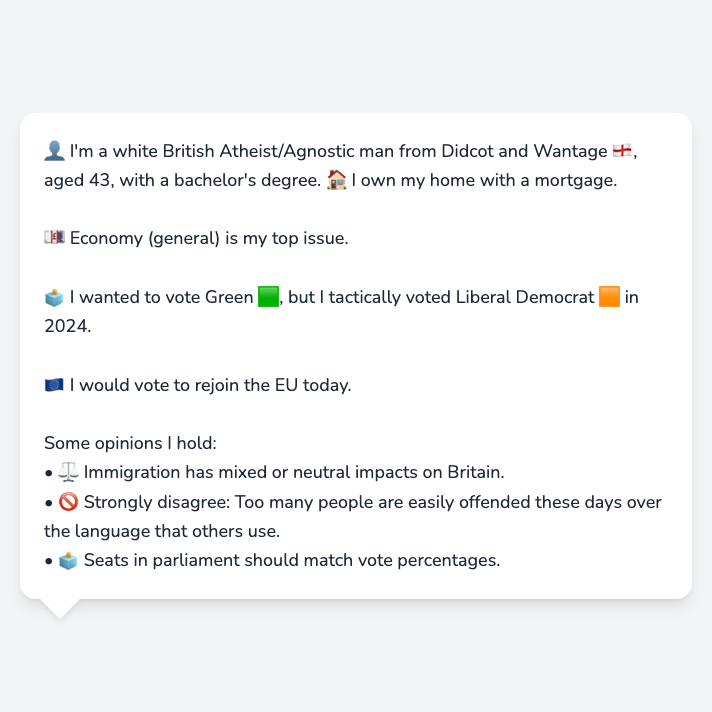 👤 I'm a white British Atheist/Agnostic man from Didcot and Wantage 🏴󠁧󠁢󠁥󠁮󠁧󠁿,
aged 43, with a bachelor's degree. 🏠 I own my home with a mortgage.
💷 Economy (general) is my top issue.
🗳️ I wanted to vote Green 🟩, but I tactically voted Liberal Democrat 🟧 in
2024.
🇪🇺 I would vote to rejoin the EU today.
Some opinions I hold:
• ⚖️ Immigration has mixed or neutral impacts on Britain.
• 🚫 Strongly disagree: Too many people are easily offended these days over
the language that others use.
• 🗳️ Seats in parliament should match vote percentages.